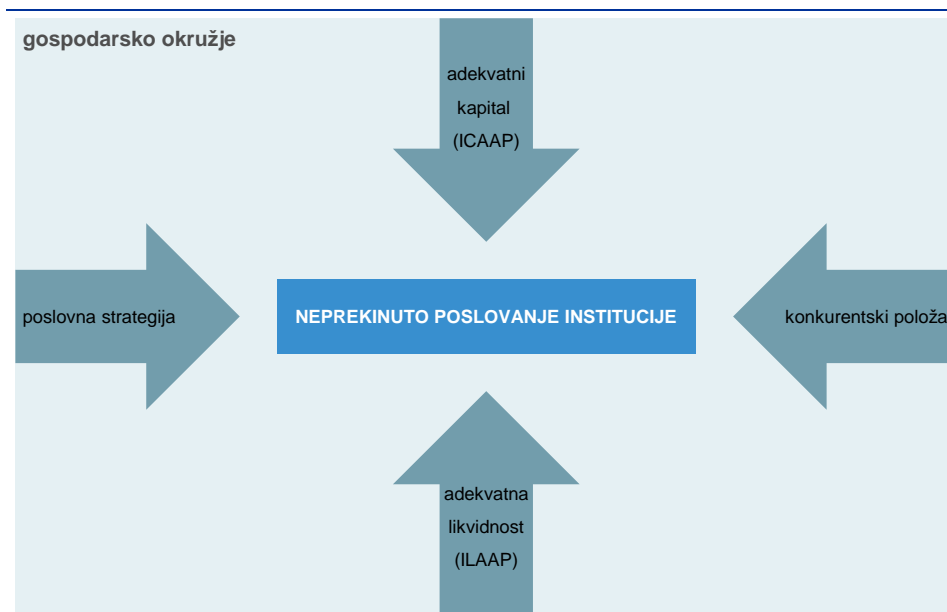 gospodarsko okružje
adekvatni
kapital
(ICAAP)
poslovna strategija
NEPREKINUTO POSLOVANJE INSTITUCIJE
konkurentski položa
adekvatna
likvidnost
(ILAAP)